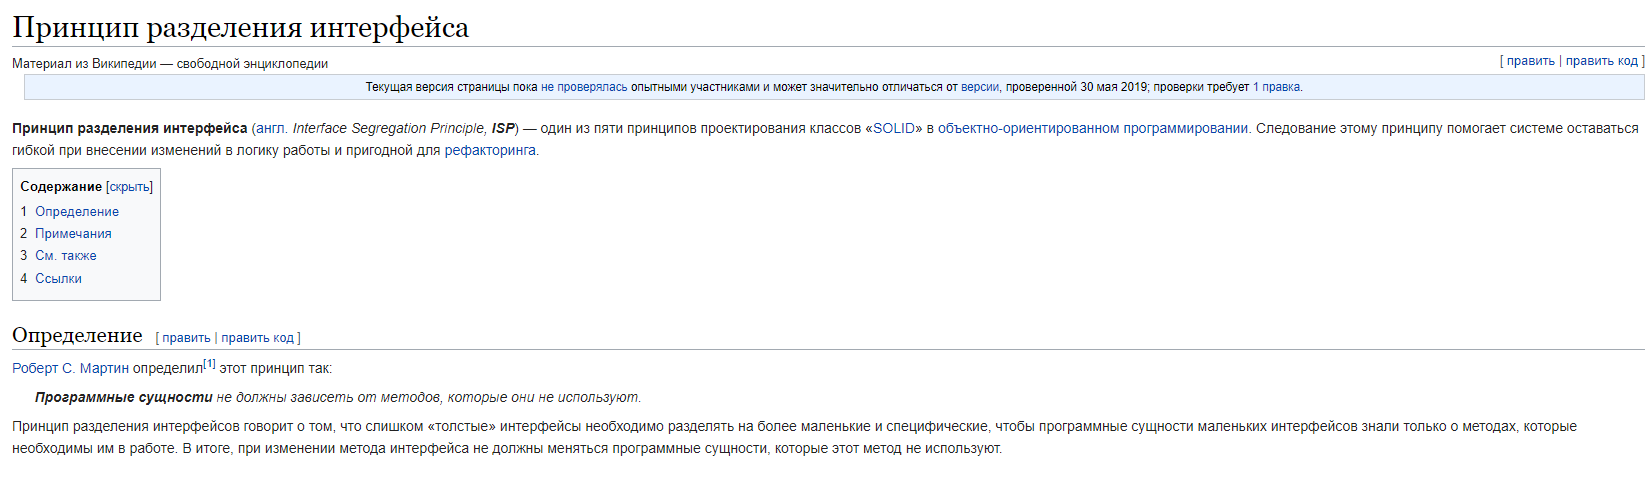 Принцип разделения интерфейса
Материал из Википедии — свободной энциклопедии
[ править | править код ]
Текущая версия страницы пока не проверялась опытными участниками и может значительно отличаться от версии, проверенной 30 мая 2019; проверки требует 1 правка.
Принцип разделения интерфейса (англ. Interface Segregation Principle, ISP) — один из пяти принципов проектирования классов «SOLID» в объектно-ориентированном программировании. Следование этому принципу помогает системе оставаться
гибкой при внесении изменений в логику работы и пригодной для рефакторинга.
Содержание [скрыть]
1 Определение
2 Примечания
3 См. также
4 Ссылки
Определение [ править | править код ]
Роберт С. Мартин определил[1] этот принцип так:
Программные сущности не должны зависеть от методов, которые они не используют.
Принцип разделения интерфейсов говорит о том, что слишком «толстые» интерфейсы необходимо разделять на более маленькие и специфические, чтобы программные сущности маленьких интерфейсов знали только о методах, которые
необходимы им в работе. В итоге, при изменении метода интерфейса не должны меняться программные сущности, которые этот метод не используют.